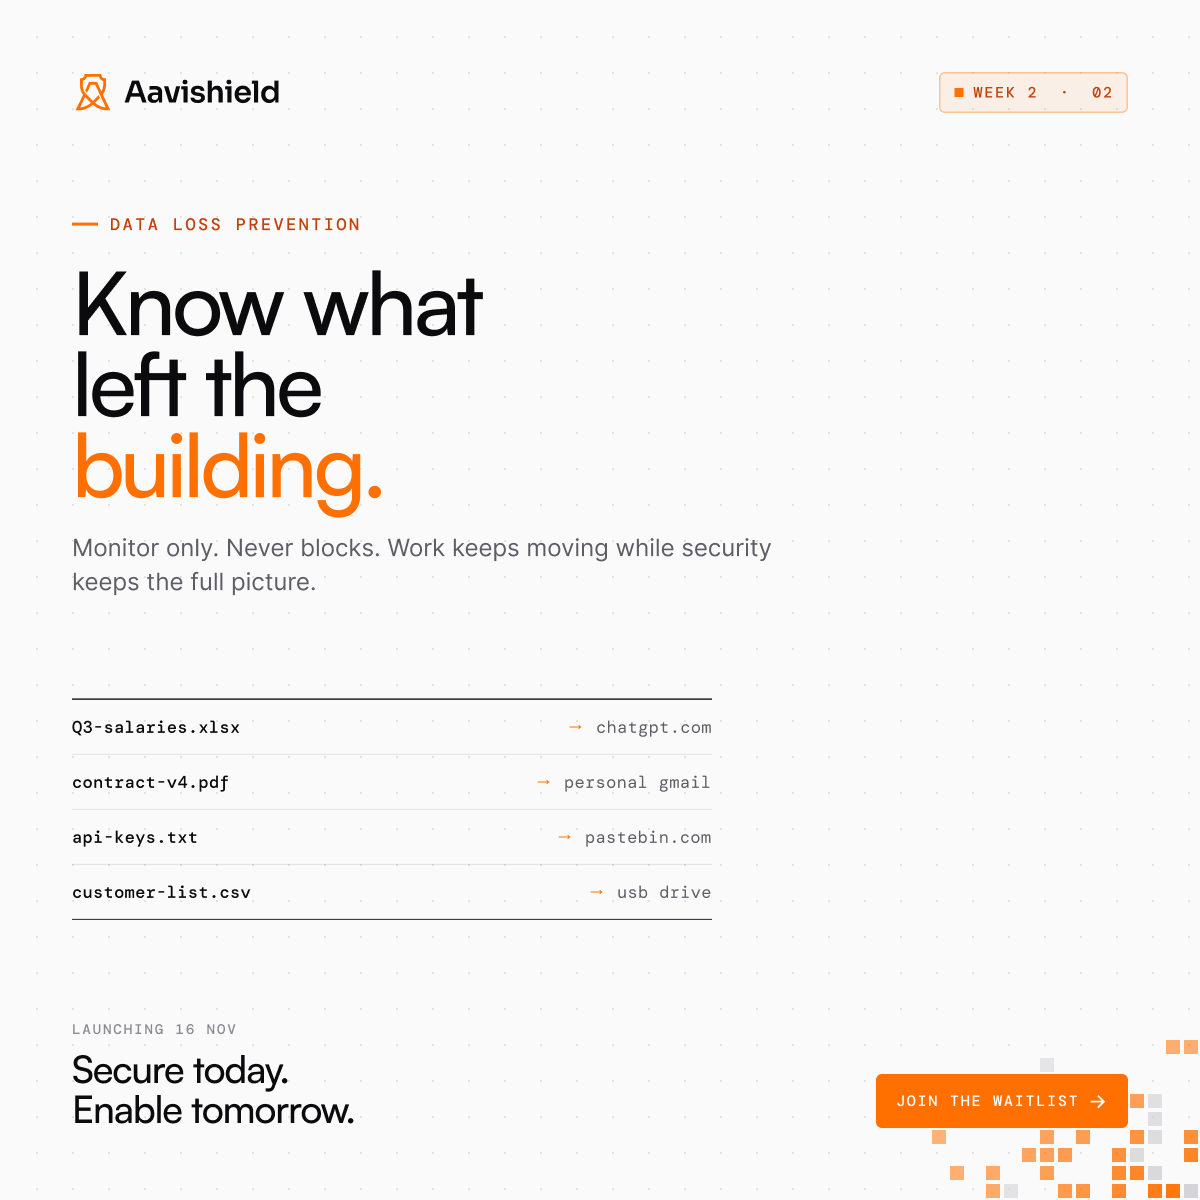 Aavishield
WEEK 2 · 02
DATA LOSS PREVENTION
Know what
left the
building.
Monitor only. Never blocks. Work keeps moving while security
keeps the full picture.
Q3-salaries.xlsx → chatgpt.com
contract-v4.pdf → personal gmail
api-keys.txt → pastebin.com
customer-list.csv → usb drive
LAUNCHING 16 NOV
Secure today.
Enable tomorrow.
JOIN THE WAITLIST →